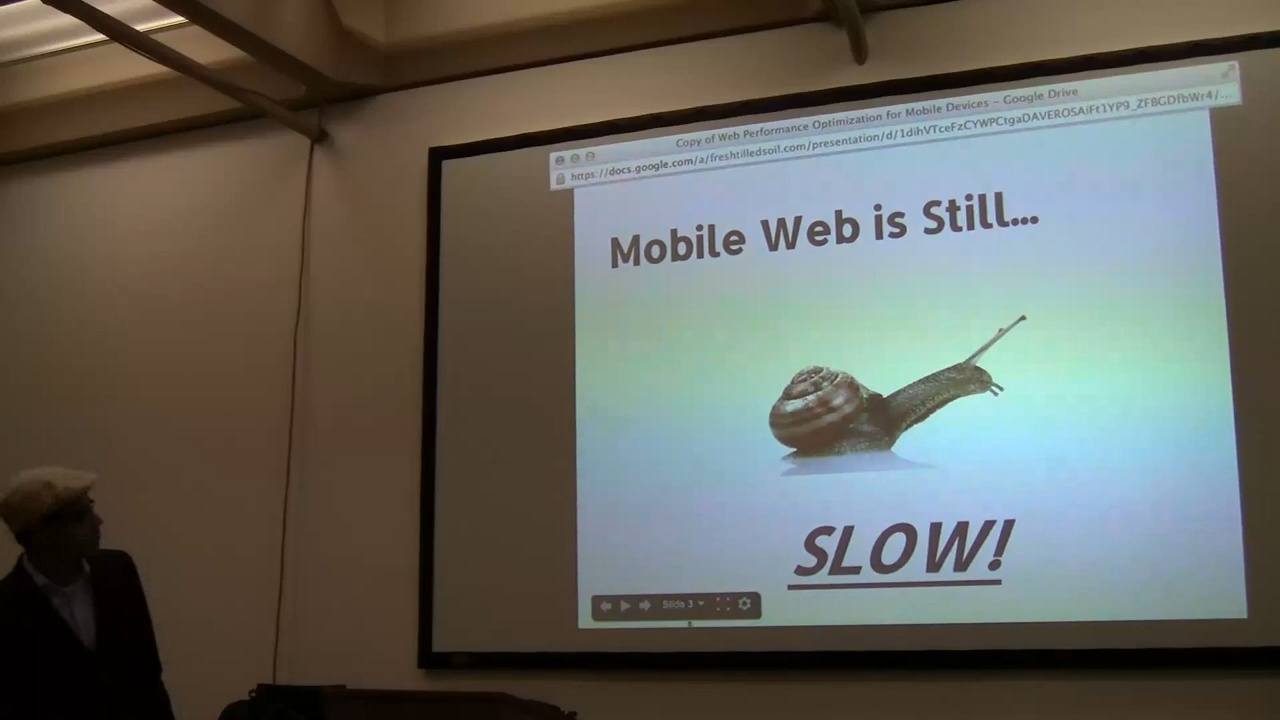 Copy of Web Performance Optimization for Mobile Devices – Google Drive
https://docs.google.com/a/freshtilledsoil.com/presentation/d/1dihVTceFzCYWPCtgaDAVEROSAiFt1YP9_ZFBGDfbWr4/...
Mobile Web is Still...
SLOW!
Slide 3